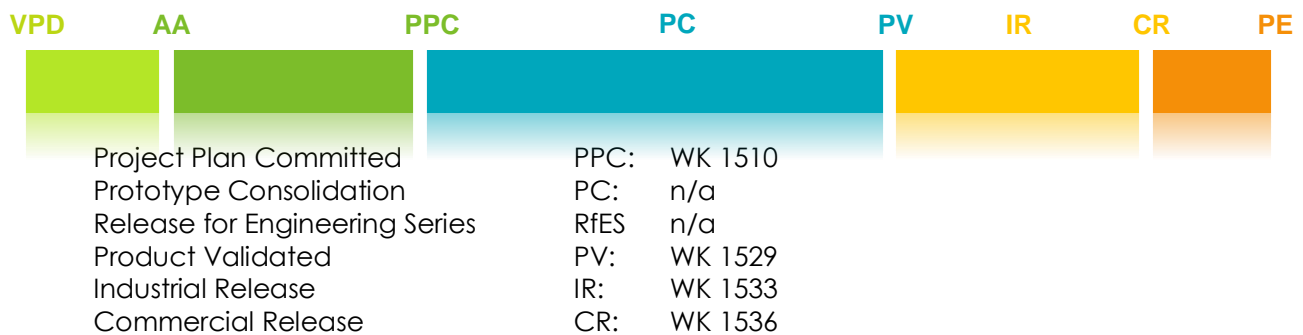 VPD AA PPC PC PV IR CR PE
Project Plan Committed PPC: WK 1510
Prototype Consolidation PC: n/a
Release for Engineering Series RfES n/a
Product Validated PV: WK 1529
Industrial Release IR: WK 1533
Commercial Release CR: WK 1536